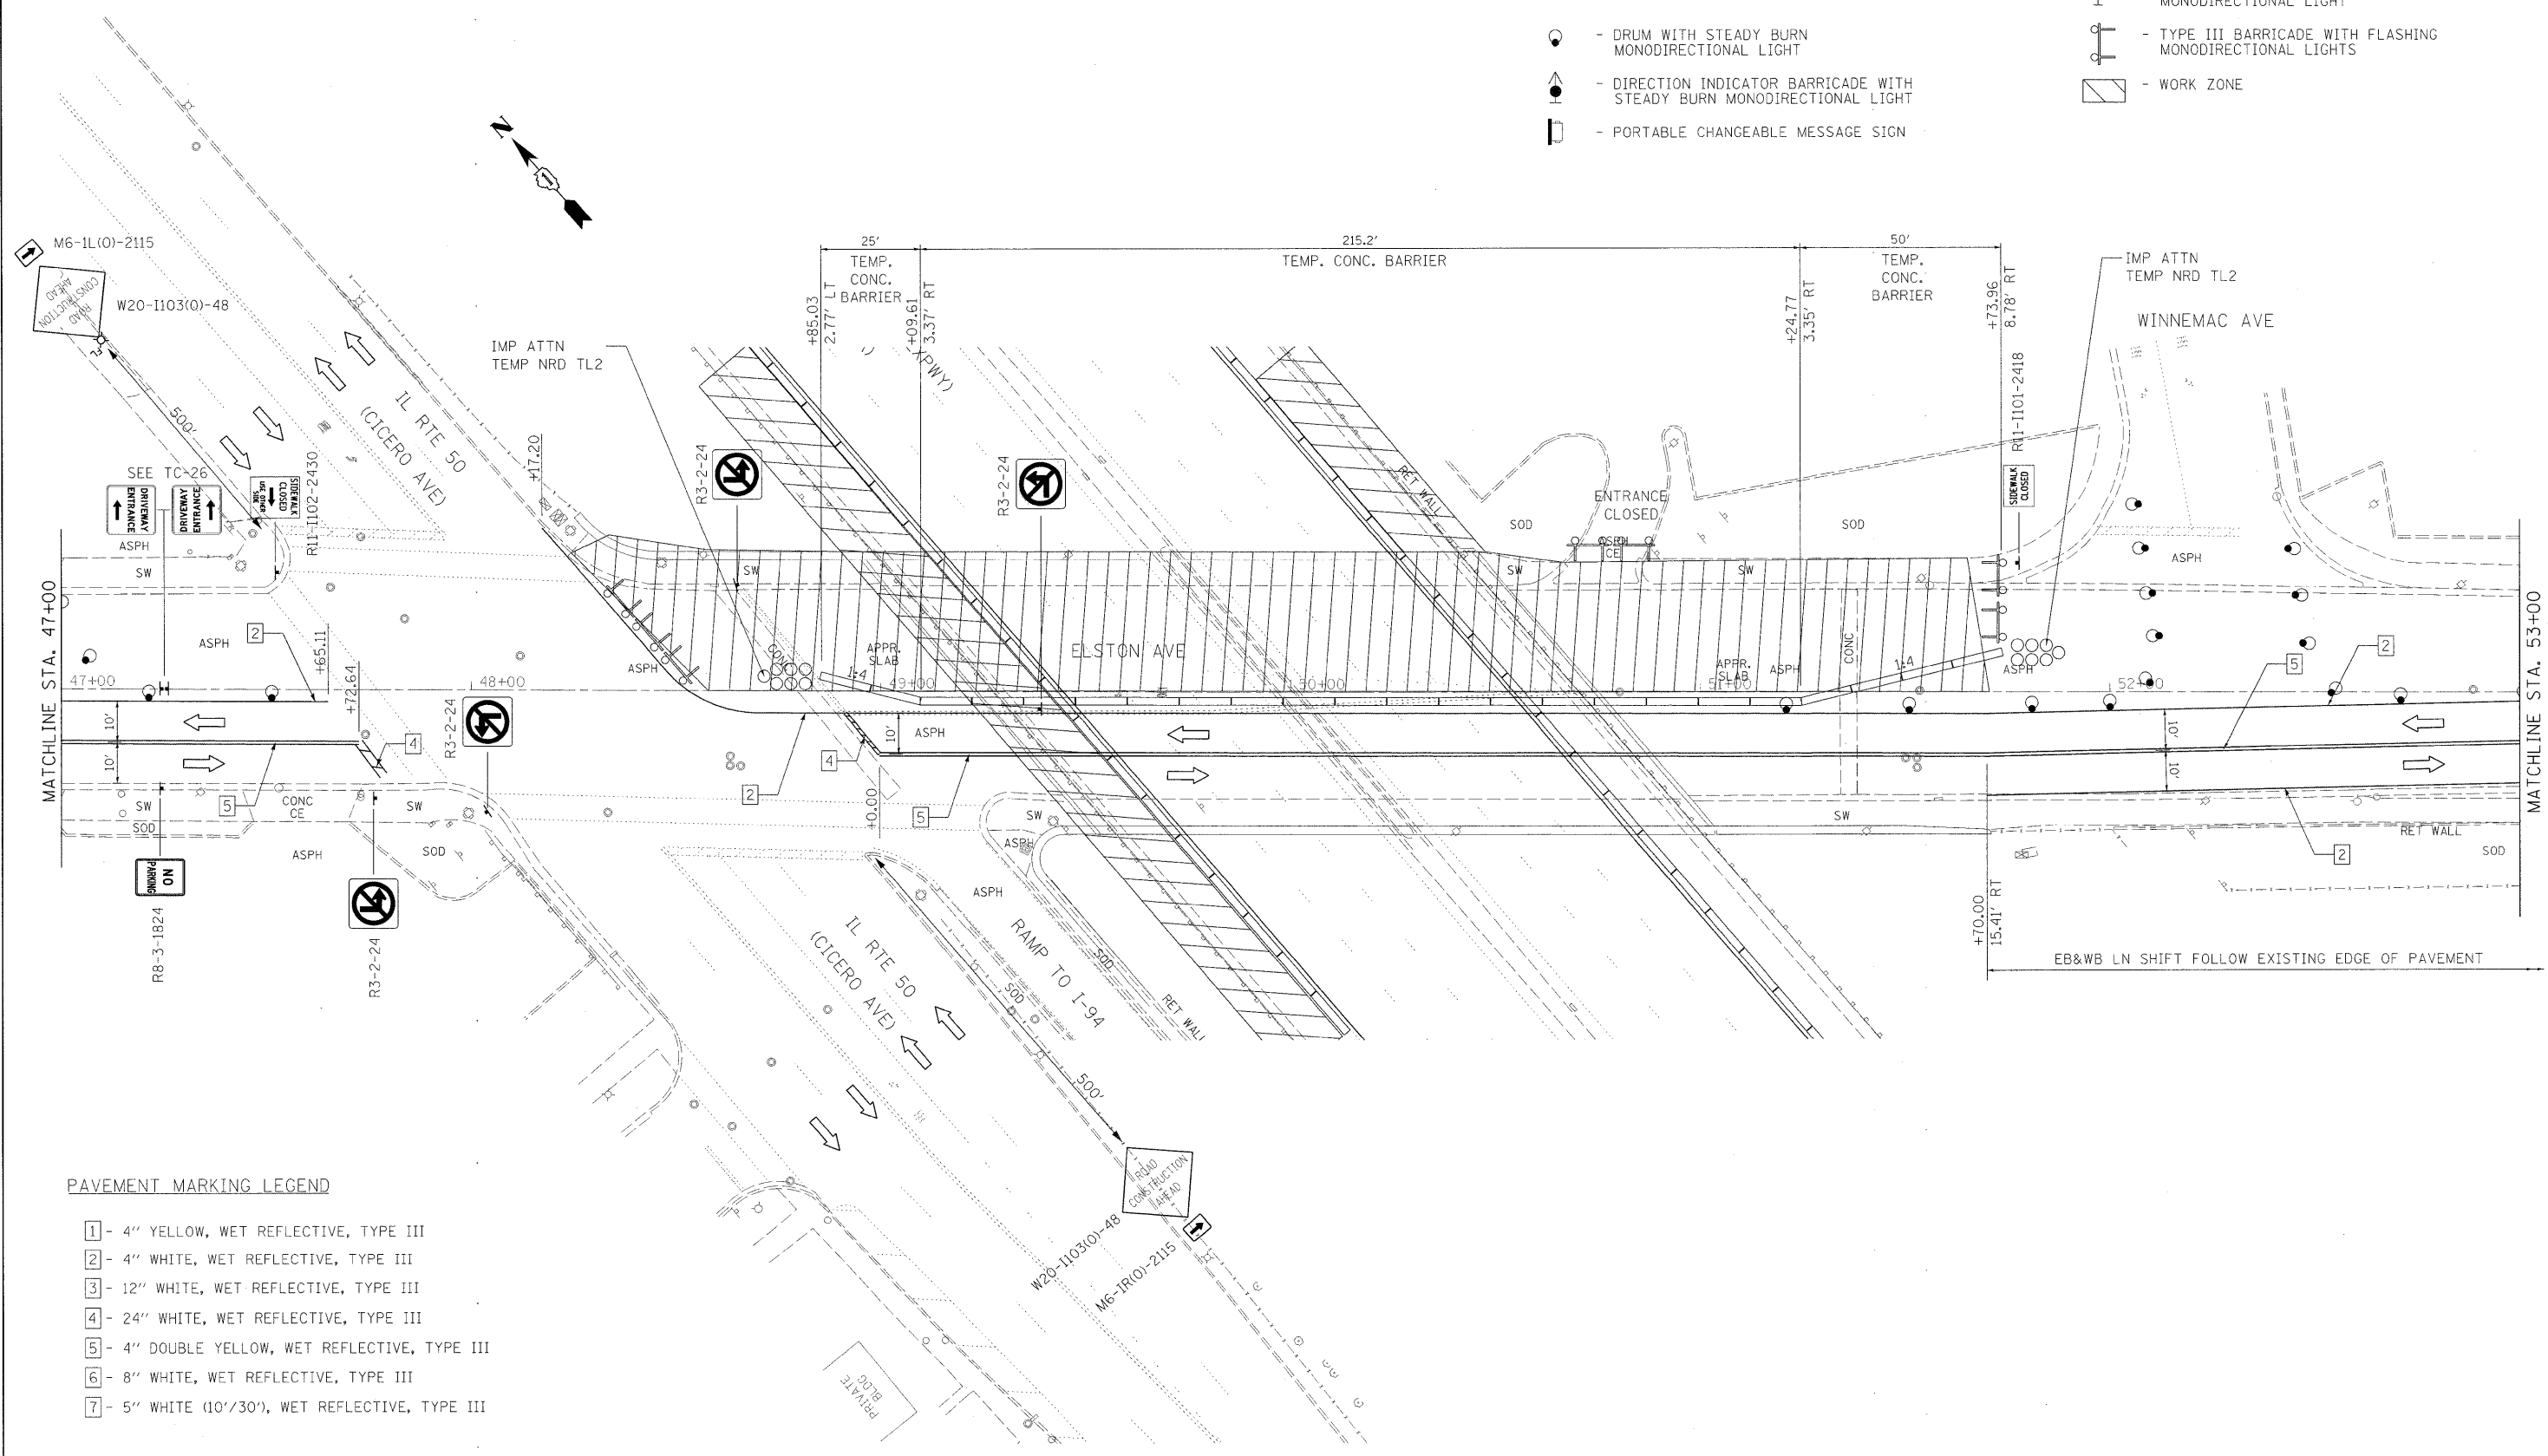 MONODIRECTIONAL LIGHT
- DRUM WITH STEADY BURN
MONODIRECTIONAL LIGHT
- TYPE III BARRICADE WITH FLASHING
MONODIRECTIONAL LIGHTS
- DIRECTION INDICATOR BARRICADE WITH
STEADY BURN MONODIRECTIONAL LIGHT
- WORK ZONE
- PORTABLE CHANGEABLE MESSAGE SIGN
N
M6-1L(O)-2115
ROAD
CONSTRUCTION
AHEAD
W20-I103(O)-48
FL
500'
25'
215.2'
50'
TEMP.
CONC.
BARRIER
TEMP. CONC. BARRIER
TEMP.
CONC.
BARRIER
IMP ATTN
TEMP NRD TL2
+85.03
2.77' LT
+09.61
3.37' RT
+24.77
3.35' RT
+73.96
8.78' RT
WINNEMAC AVE
IMP ATTN
TEMP NRD TL2
XPWY)
IL RTE 50
(CICERO AVE)
+17.20
R3-2-24
R3-2-24
RET WALL
R11-I101-2418
SIDEWALK
CLOSED
SEE TC-26
DRIVEWAY
ENTRANCE
DRIVEWAY
ENTRANCE
SIDEWALK
CLOSED
USE OTHER
SIDE
R11-I102-2430
ENTRANCE
CLOSED
SOD
SOD
ASPH
CE
ASPH
SW
SW
SW
SW
ASPH
MATCHLINE STA. 47+00
ASPH
2
+65.11
+72.64
47+00
48+00
ASPH
CONC
1:4
APPR.
SLAB
49+00
ELSTON AVE
50+00
APPR.
SLAB
51+00
ASPH
CONC
1:4
ASPH
52+00
2
5
MATCHLINE STA. 53+00
10'
10'
4
R3-2-24
10'
ASPH
4
2
5
10'
10'
SW
SOD
5
CONC
CE
SW
SOD
ASPH
+0.00
SW
ASPH
SW
RET WALL
2
SOD
NO
PARKING
R8-3-1824
R3-2-24
ASPH
RAMP TO I-94
SOD
SOD
RET WALL
IL RTE 50
(CICERO AVE)
+70.00
15.41' RT
EB&WB LN SHIFT FOLLOW EXISTING EDGE OF PAVEMENT
500'
ROAD
CONSTRUCTION
AHEAD
W20-I103(O)-48
M6-IR(O)-2115
PRIVATE
BLDG
PAVEMENT MARKING LEGEND
1 - 4" YELLOW, WET REFLECTIVE, TYPE III
2 - 4" WHITE, WET REFLECTIVE, TYPE III
3 - 12" WHITE, WET REFLECTIVE, TYPE III
4 - 24" WHITE, WET REFLECTIVE, TYPE III
5 - 4" DOUBLE YELLOW, WET REFLECTIVE, TYPE III
6 - 8" WHITE, WET REFLECTIVE, TYPE III
7 - 5" WHITE (10'/30'), WET REFLECTIVE, TYPE III